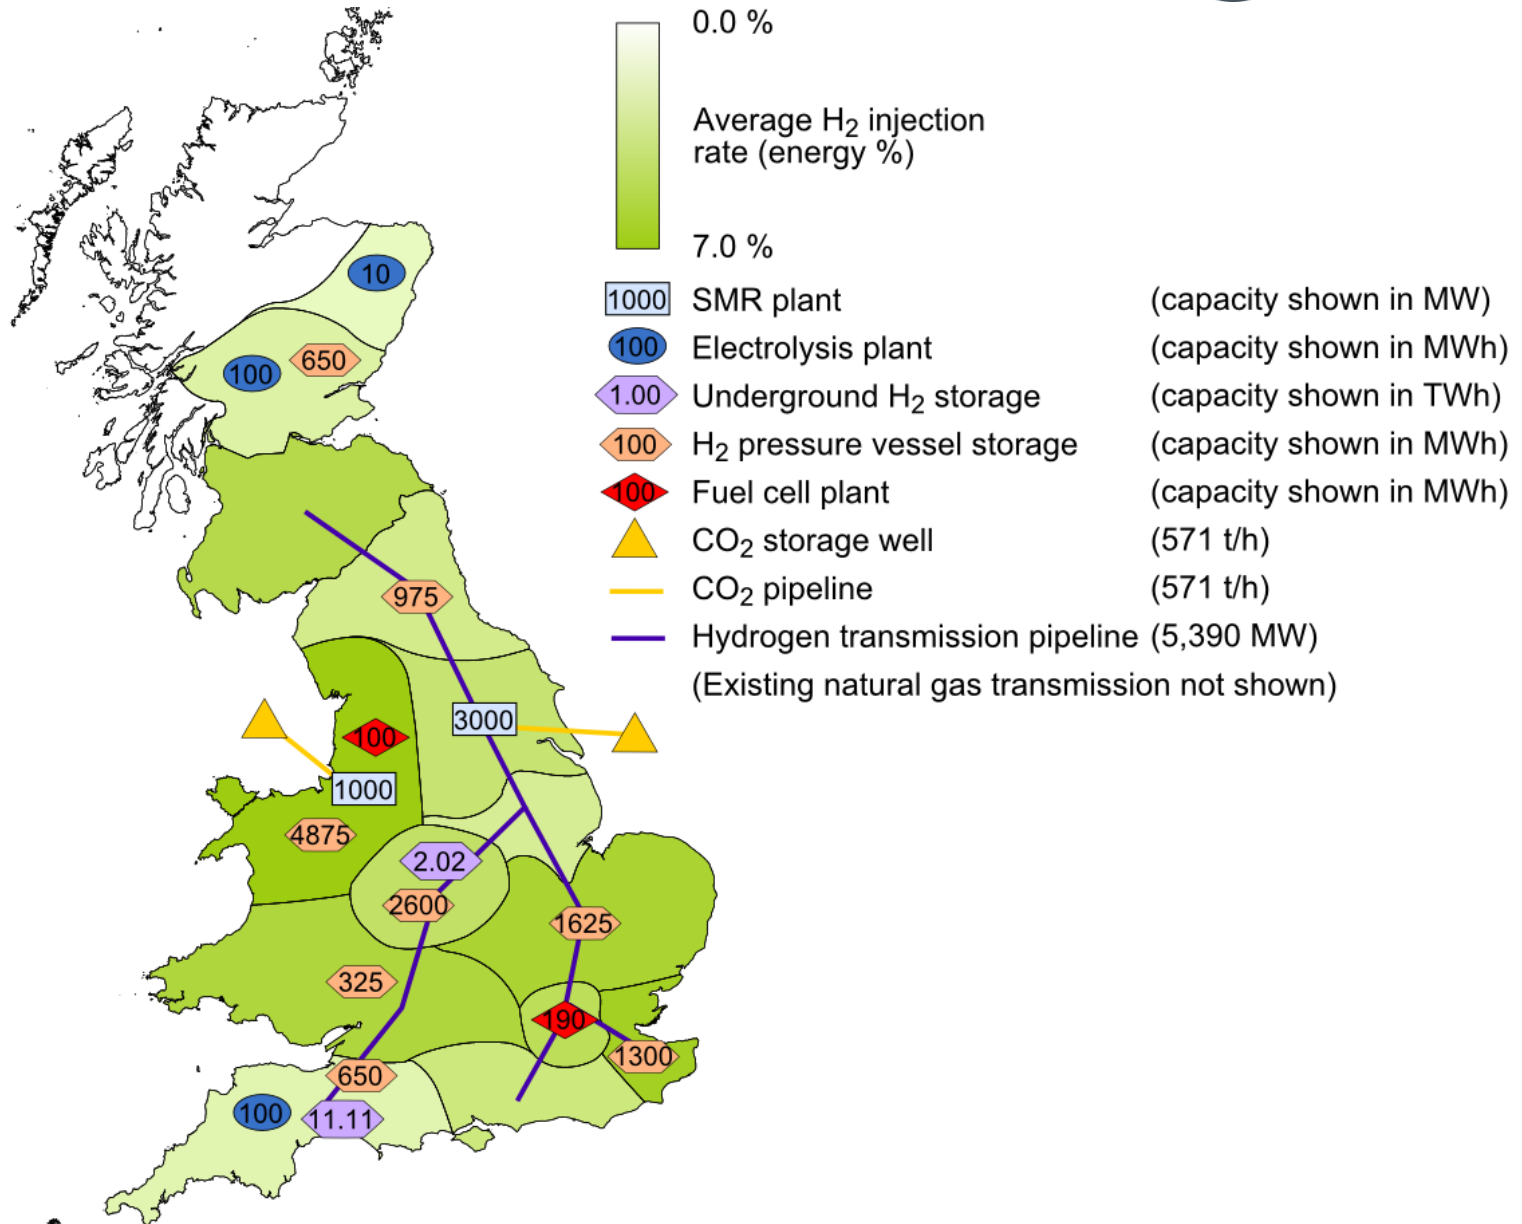 0.0 %
Average H2 injection
rate (energy %)
7.0 %
1000 SMR plant (capacity shown in MW)
100 Electrolysis plant (capacity shown in MWh)
1.00 Underground H2 storage (capacity shown in TWh)
100 H2 pressure vessel storage (capacity shown in MWh)
100 Fuel cell plant (capacity shown in MWh)
CO2 storage well (571 t/h)
CO2 pipeline (571 t/h)
Hydrogen transmission pipeline (5,390 MW)
(Existing natural gas transmission not shown)
10
650
100
975
3000
100
1000
4875
2.02
2600
1625
325
190
1300
650
100
11.11